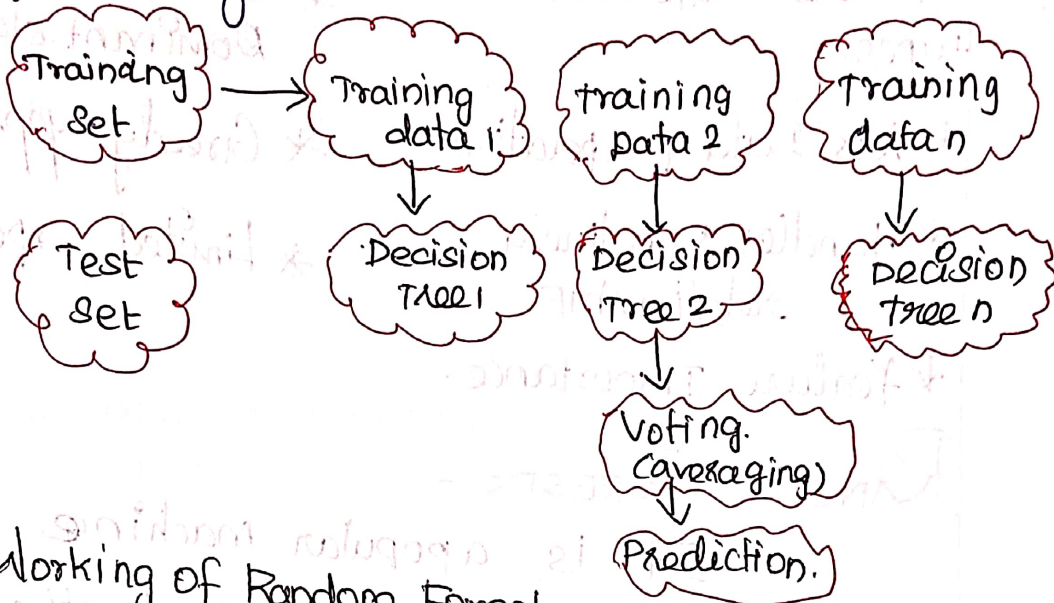 Training
Set
Training
data 1
training
Data 2
Training
data n
Test
Set
Decision
Tree 1
Decision
Tree 2
Decision
Tree n
Voting.
(averaging)
Prediction.
Working of Random Forest